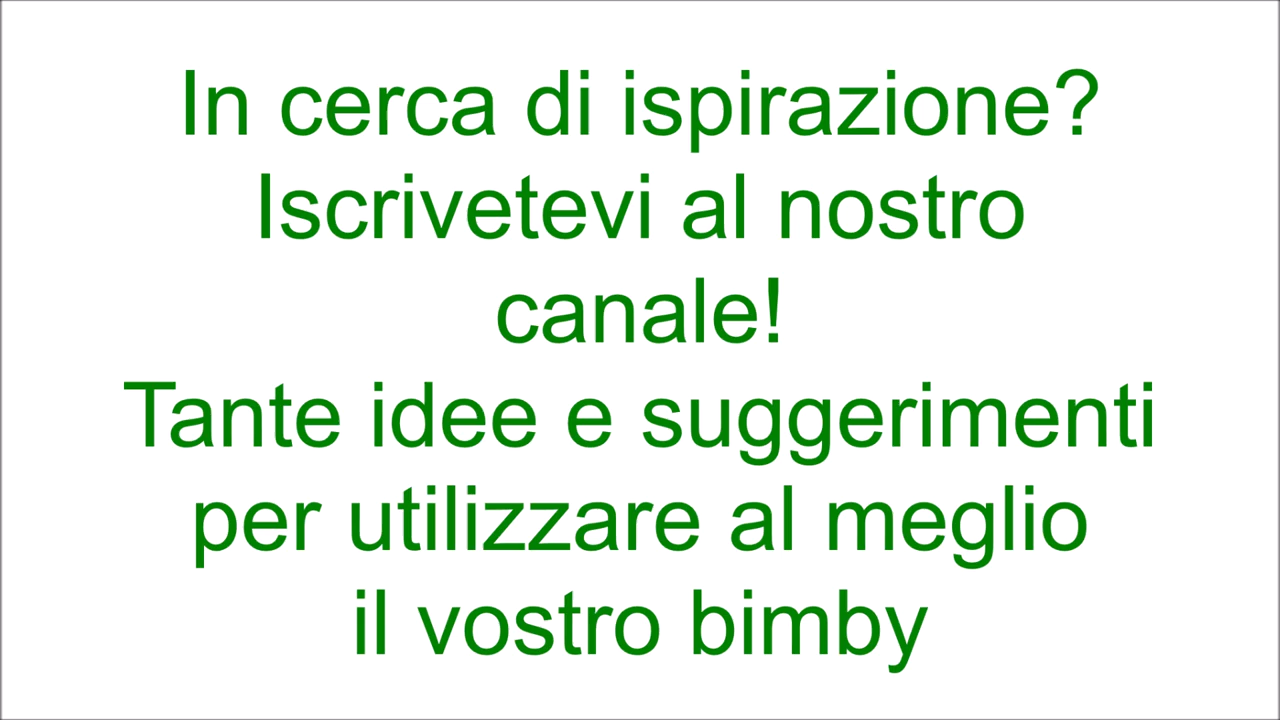 In cerca di ispirazione?
Iscrivetevi al nostro
canale!
Tante idee e suggerimenti
per utilizzare al meglio
il vostro bimby